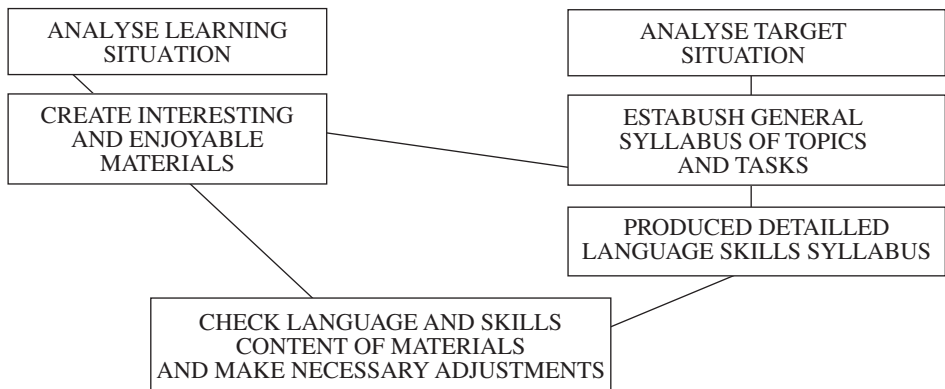 ANALYSE LEARNING
SITUATION
ANALYSE TARGET
SITUATION
CREATE INTERESTING
AND ENJOYABLE
MATERIALS
ESTABUSH GENERAL
SYLLABUS OF TOPICS
AND TASKS
PRODUCED DETAILLED
LANGUAGE SKILLS SYLLABUS
CHECK LANGUAGE AND SKILLS
CONTENT OF MATERIALS
AND MAKE NECESSARY ADJUSTMENTS